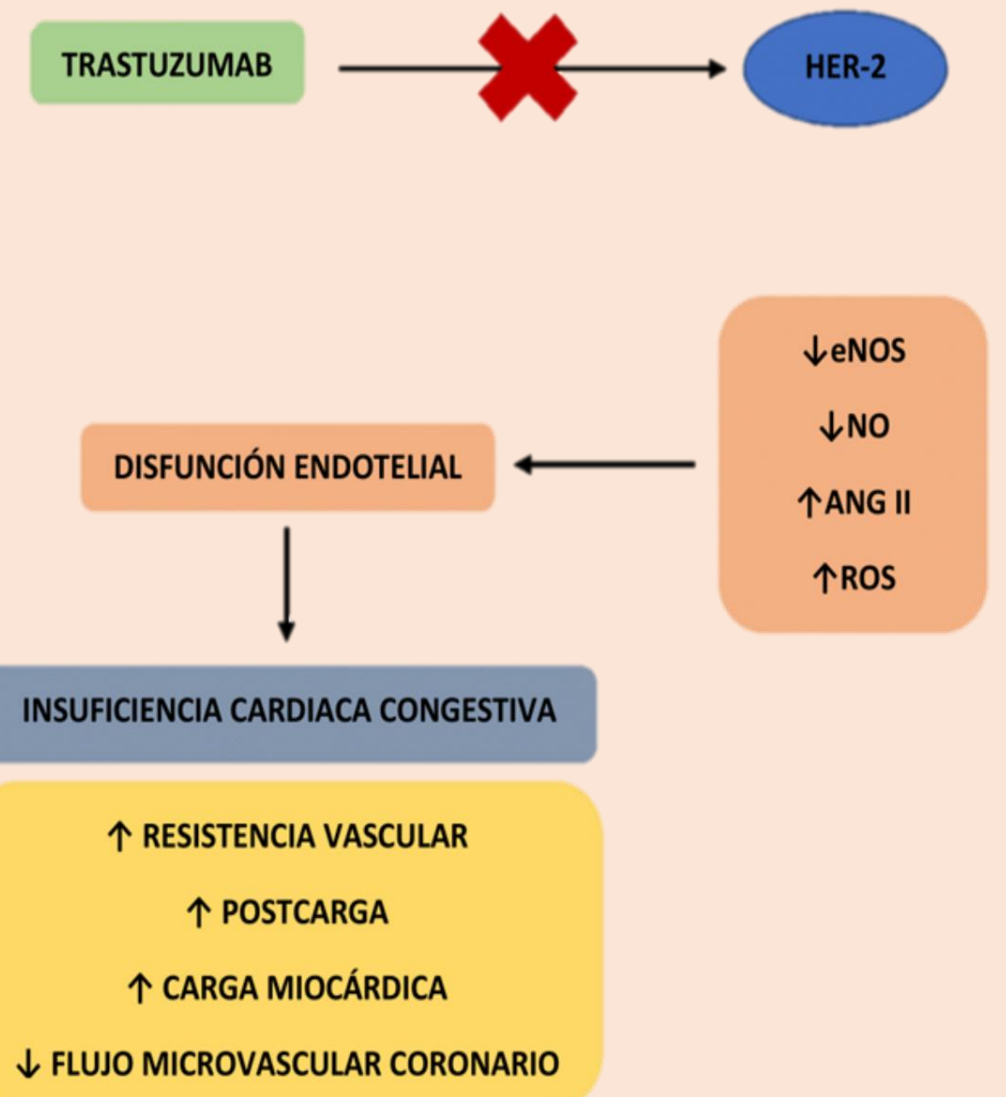 TRASTUZUMAB
HER-2
↓eNOS
↓NO
↑ANG II
↑ROS
DISFUNCIÓN ENDOTELIAL
INSUFICIENCIA CARDIACA CONGESTIVA
↑ RESISTENCIA VASCULAR
↑ POSTCARGA
↑ CARGA MIOCÁRDICA
↓ FLUJO MICROVASCULAR CORONARIO